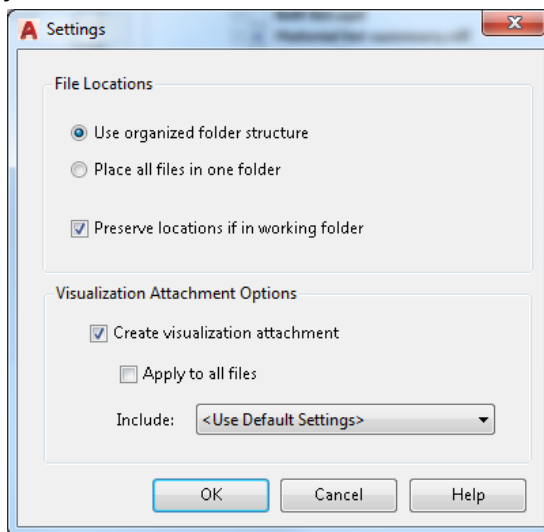 Settings
File Locations
Use organized folder structure
Place all files in one folder
Preserve locations if in working folder
Visualization Attachment Options
Create visualization attachment
Apply to all files
Include: <Use Default Settings>
OK Cancel Help